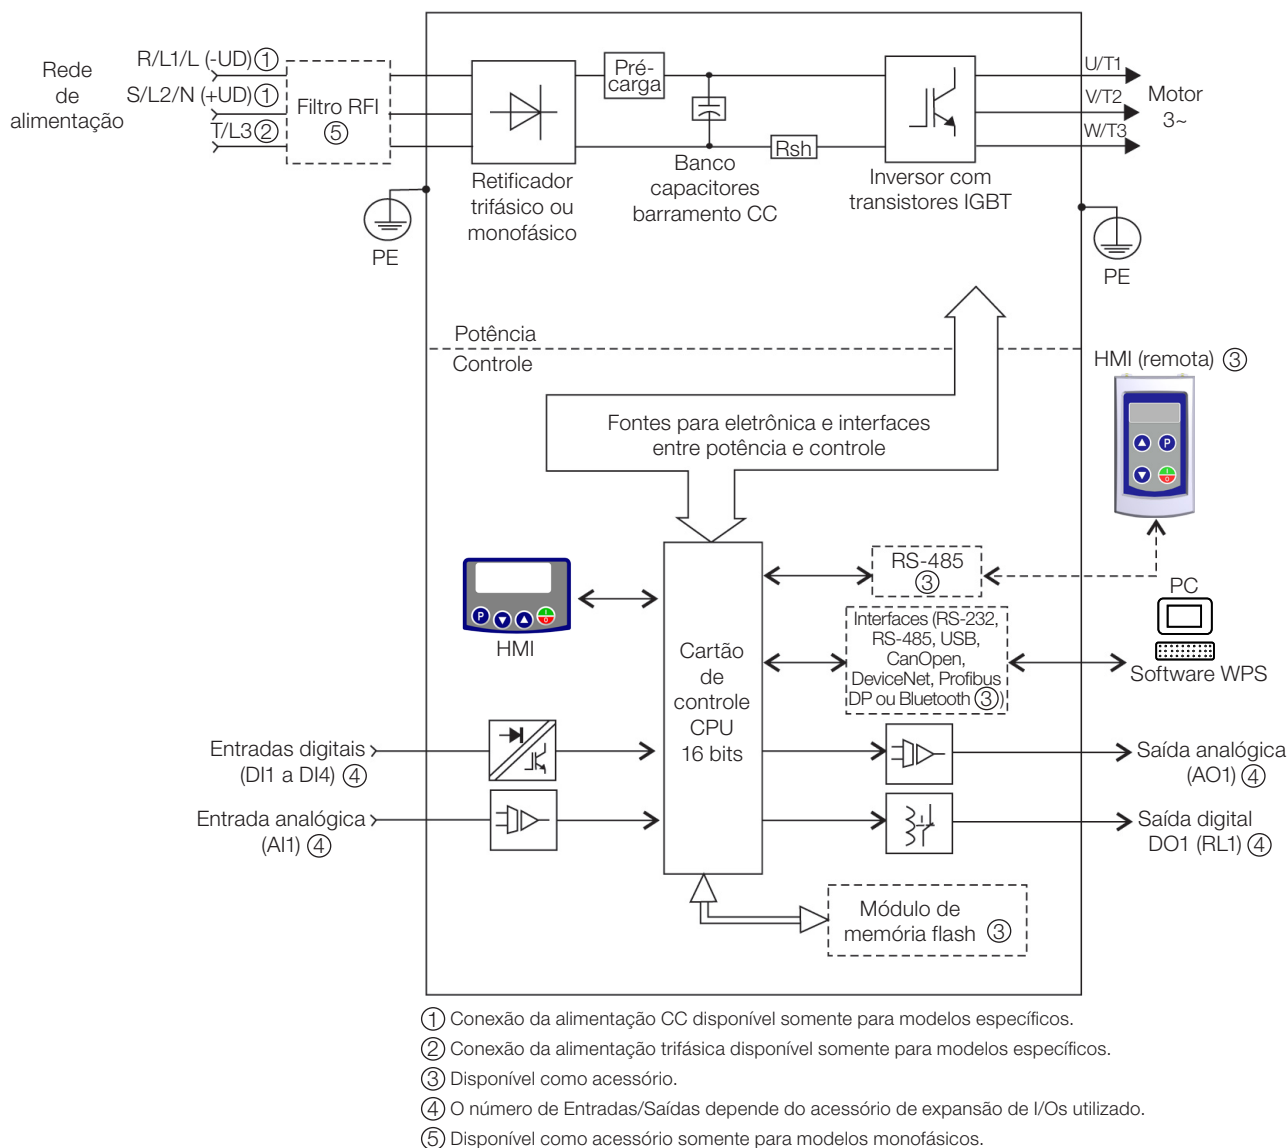 Rede
de
alimentação
R/L1/L (-UD) ①
S/L2/N (+UD) ①
T/L3 ②
Filtro RFI
⑤
PE
Retificador
trifásico ou
monofásico
Pré-
carga
Banco
capacitores
barramento CC
Rsh
Inversor com
transistores IGBT
U/T1
V/T2
W/T3
Motor
3~
PE
Potência
Controle
Fontes para eletrônica e interfaces
entre potência e controle
HMI (remota) ③
P
I
0
P
I
0
HMI
Cartão
de
controle
CPU
16 bits
RS-485
③
Interfaces (RS-232,
RS-485, USB,
CanOpen,
DeviceNet, Profibus
DP ou Bluetooth ③)
PC
Software WPS
Entradas digitais
(DI1 a DI4) ④
Entrada analógica
(AI1) ④
Saída analógica
(AO1) ④
Saída digital
DO1 (RL1) ④
Módulo de
memória flash ③
① Conexão da alimentação CC disponível somente para modelos específicos.
② Conexão da alimentação trifásica disponível somente para modelos específicos.
③ Disponível como acessório.
④ O número de Entradas/Saídas depende do acessório de expansão de I/Os utilizado.
⑤ Disponível como acessório somente para modelos monofásicos.